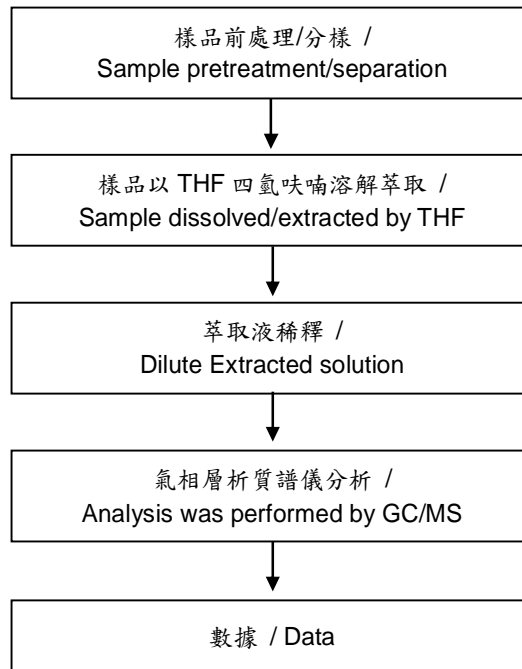 樣品前處理/分樣 /
Sample pretreatment/separation
樣品以 THF 四氫呋喃溶解萃取 /
Sample dissolved/extracted by THF
萃取液稀釋 /
Dilute Extracted solution
氣相層析質譜儀分析 /
Analysis was performed by GC/MS
數據 / Data